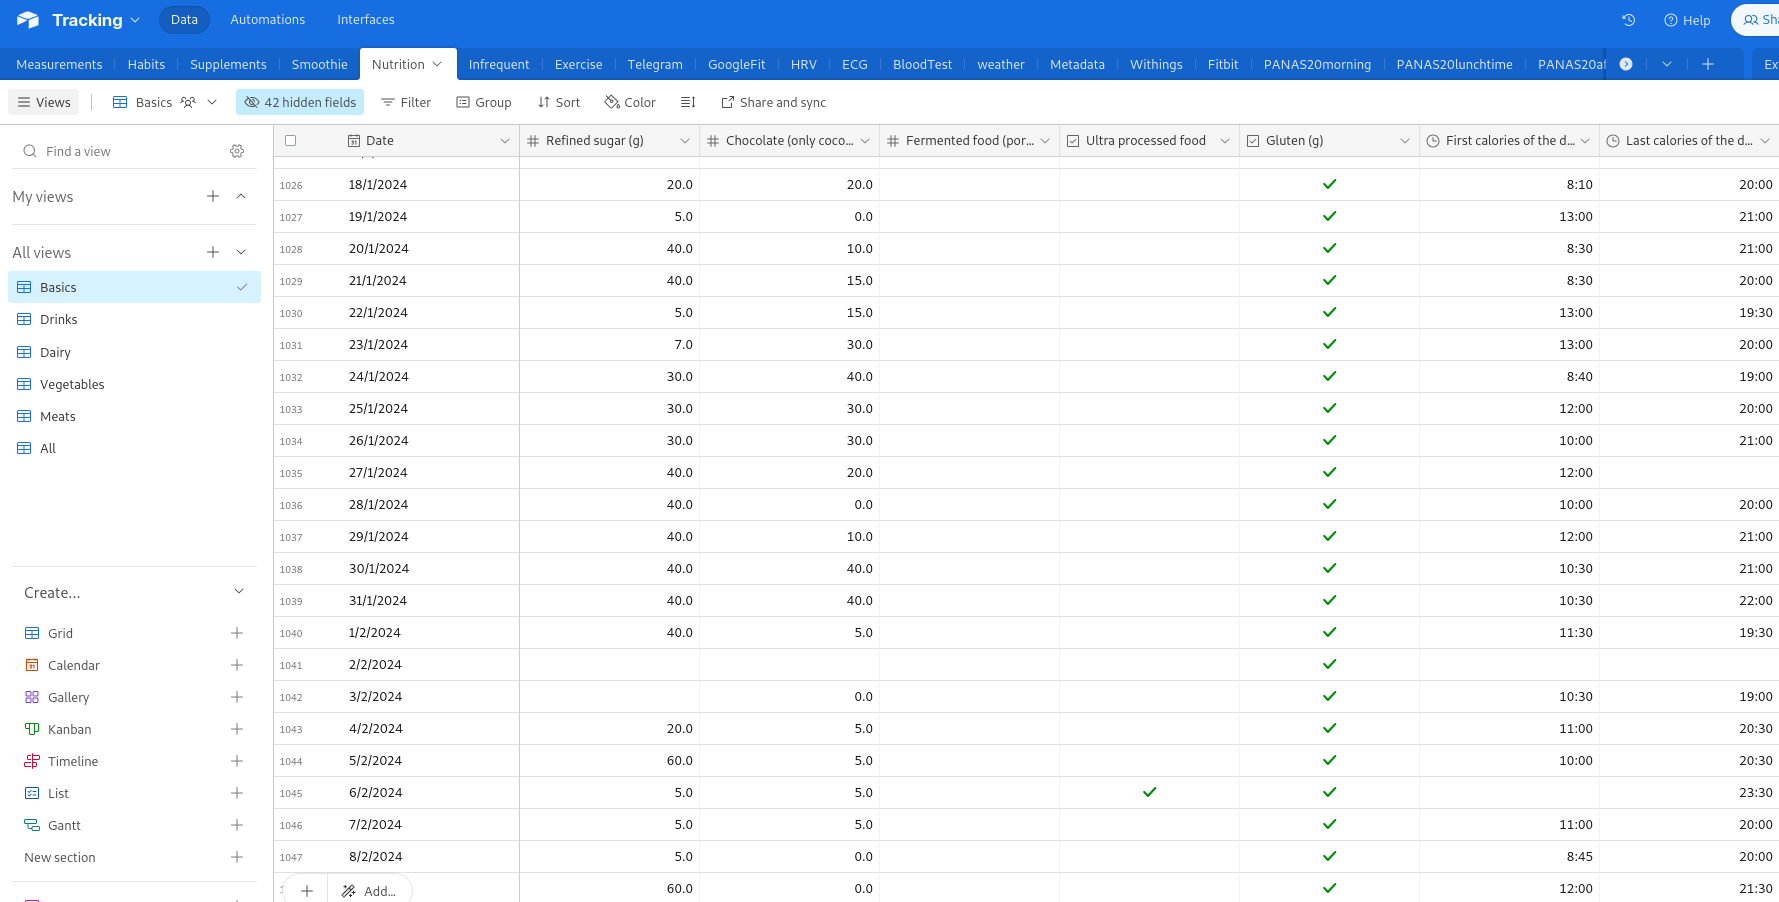 Tracking Data Automations Interfaces Help
Measurements Habits Supplements Smoothie Nutrition Infrequent Exercise Telegram GoogleFit HRV ECG BloodTest weather Metadata Withings Fitbit PANAS20morning PANAS20lunchtime
Views Basics 42 hidden fields Filter Group Sort Color Share and sync
Find a view
My views
All views
Basics
Drinks
Dairy
Vegetables
Meats
All
Create...
Grid
Calendar
Gallery
Kanban
Timeline
List
Gantt
New section
Date Refined sugar (g) Chocolate (only coco... Fermented food (por... Ultra processed food Gluten (g) First calories of the d... Last calories of the d...
1026 18/1/2024 20.0 20.0 8:10 20:00
1027 19/1/2024 5.0 0.0 13:00 21:00
1028 20/1/2024 40.0 10.0 8:30 21:00
1029 21/1/2024 40.0 15.0 8:30 20:00
1030 22/1/2024 5.0 15.0 13:00 19:30
1031 23/1/2024 7.0 30.0 13:00 20:00
1032 24/1/2024 30.0 40.0 8:40 19:00
1033 25/1/2024 30.0 30.0 12:00 20:00
1034 26/1/2024 30.0 30.0 10:00 21:00
1035 27/1/2024 40.0 20.0 12:00
1036 28/1/2024 40.0 0.0 10:00 20:00
1037 29/1/2024 40.0 10.0 12:00 21:00
1038 30/1/2024 40.0 40.0 10:30 21:00
1039 31/1/2024 40.0 40.0 10:30 22:00
1040 1/2/2024 40.0 5.0 11:30 19:30
1041 2/2/2024
1042 3/2/2024 0.0 10:30 19:00
1043 4/2/2024 20.0 5.0 11:00 20:30
1044 5/2/2024 60.0 5.0 10:00 20:30
1045 6/2/2024 5.0 5.0 23:30
1046 7/2/2024 5.0 5.0 11:00 20:00
1047 8/2/2024 5.0 0.0 8:45 20:00
Add... 60.0 0.0 12:00 21:30